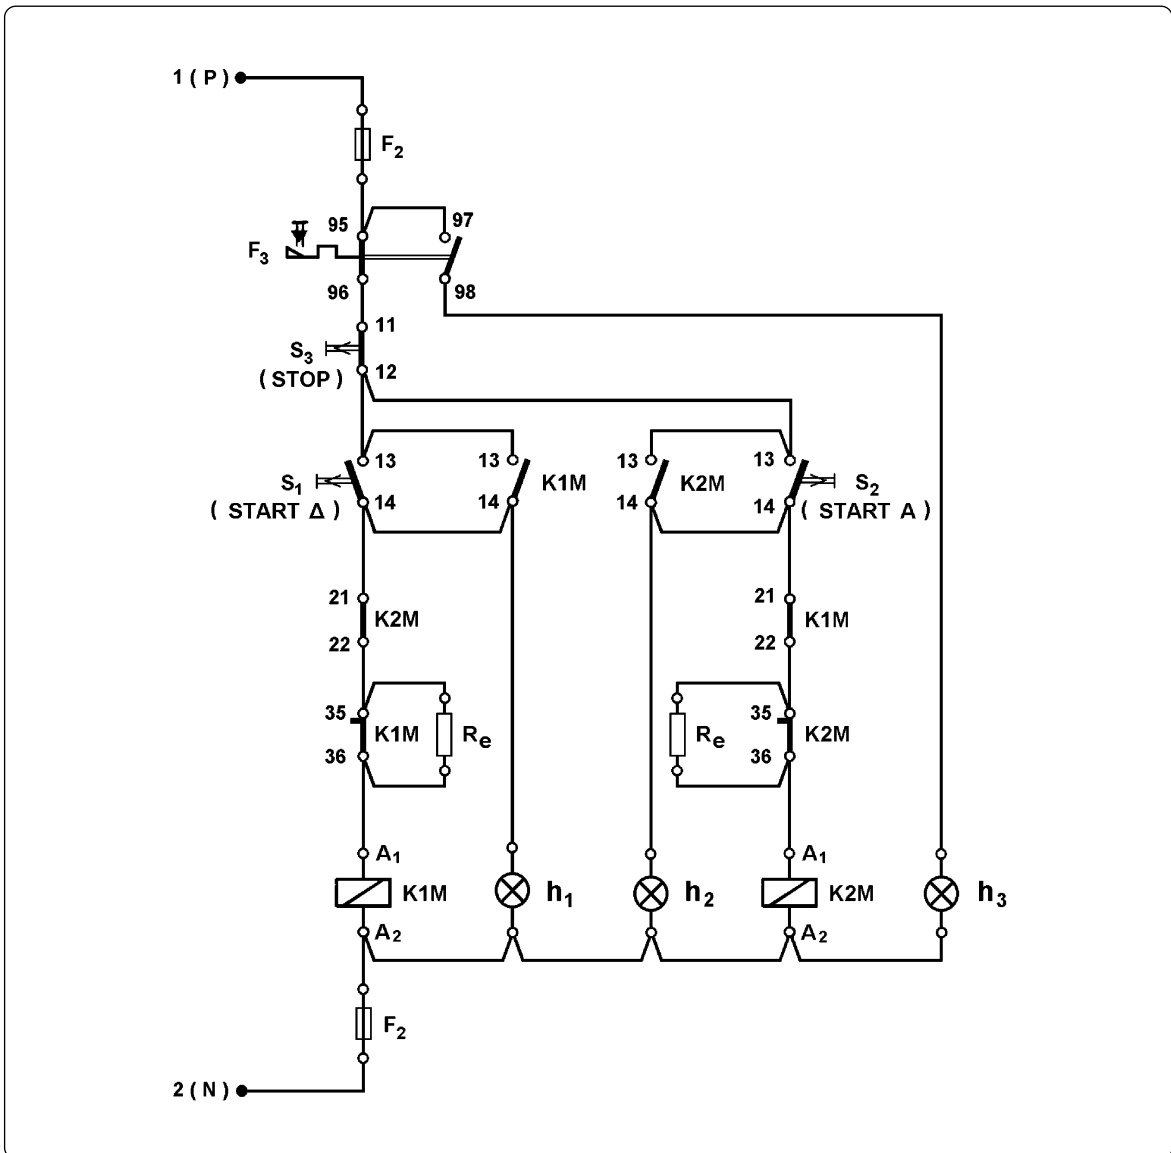 1 ( P )
F2
95
97
F3
96
98
11
S3
12
( STOP )
13
13
13
13
S1
K1M
K2M
S2
14
14
14
14
( START Δ )
( START A )
21
21
K2M
K1M
22
22
35
35
K1M
Re
Re
K2M
36
36
A1
A1
K1M
h1
h2
K2M
h3
A2
A2
F2
2 ( N )